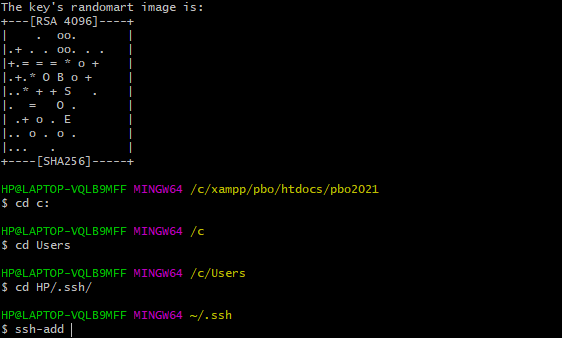 The key's randomart image is:
+---[RSA 4096]----+
|    .  oo.       |
|.+ . . oo. . .   |
|+.= = = * o +    |
|.+.* O B o +     |
|..* + + S   .    |
|.  =   O .       |
| .+ o . E        |
|.. o . o .       |
|...   .          |
+----[SHA256]-----+
HP@LAPTOP-VQLB9MFF MINGW64 /c/xampp/pbo/htdocs/pbo2021
$ cd c:
HP@LAPTOP-VQLB9MFF MINGW64 /c
$ cd Users
HP@LAPTOP-VQLB9MFF MINGW64 /c/Users
$ cd HP/.ssh/
HP@LAPTOP-VQLB9MFF MINGW64 ~/.ssh
$ ssh-add